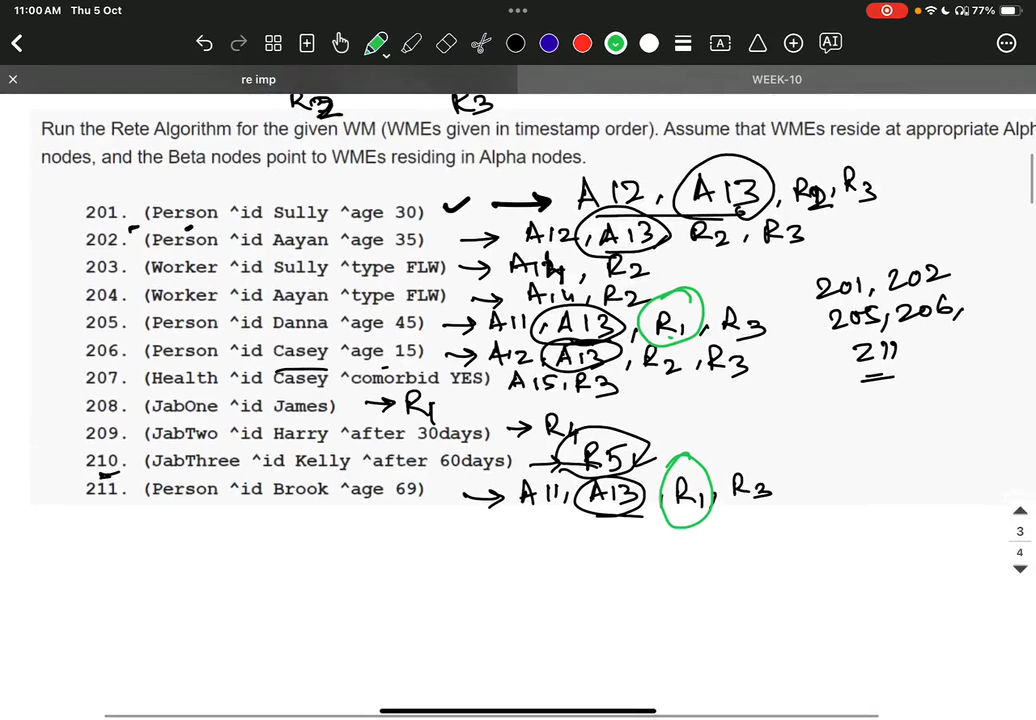 11:00 AM Thu 5 Oct
77%
A
AI
re imp
WEEK-10
R2 R3
Run the Rete Algorithm for the given WM (WMEs given in timestamp order). Assume that WMEs reside at appropriate Alph
nodes, and the Beta nodes point to WMEs residing in Alpha nodes.
201. (Person ^id Sully ^age 30) A12, A13, R2, R3
202. (Person ^id Aayan ^age 35) A12, A13, R2, R3
203. (Worker ^id Sully ^type FLW) A14, R2
204. (Worker ^id Aayan ^type FLW) A14, R2
205. (Person ^id Danna ^age 45) A11, A13, R1, R3
206. (Person ^id Casey ^age 15) A12, A13, R2, R3
207. (Health ^id Casey ^comorbid YES) A15, R3
208. (JabOne ^id James) R4
209. (JabTwo ^id Harry ^after 30days) R4
210. (JabThree ^id Kelly ^after 60days) R5
211. (Person ^id Brook ^age 69) A11, A13, R1, R3
201, 202
205, 206,
211
3
4